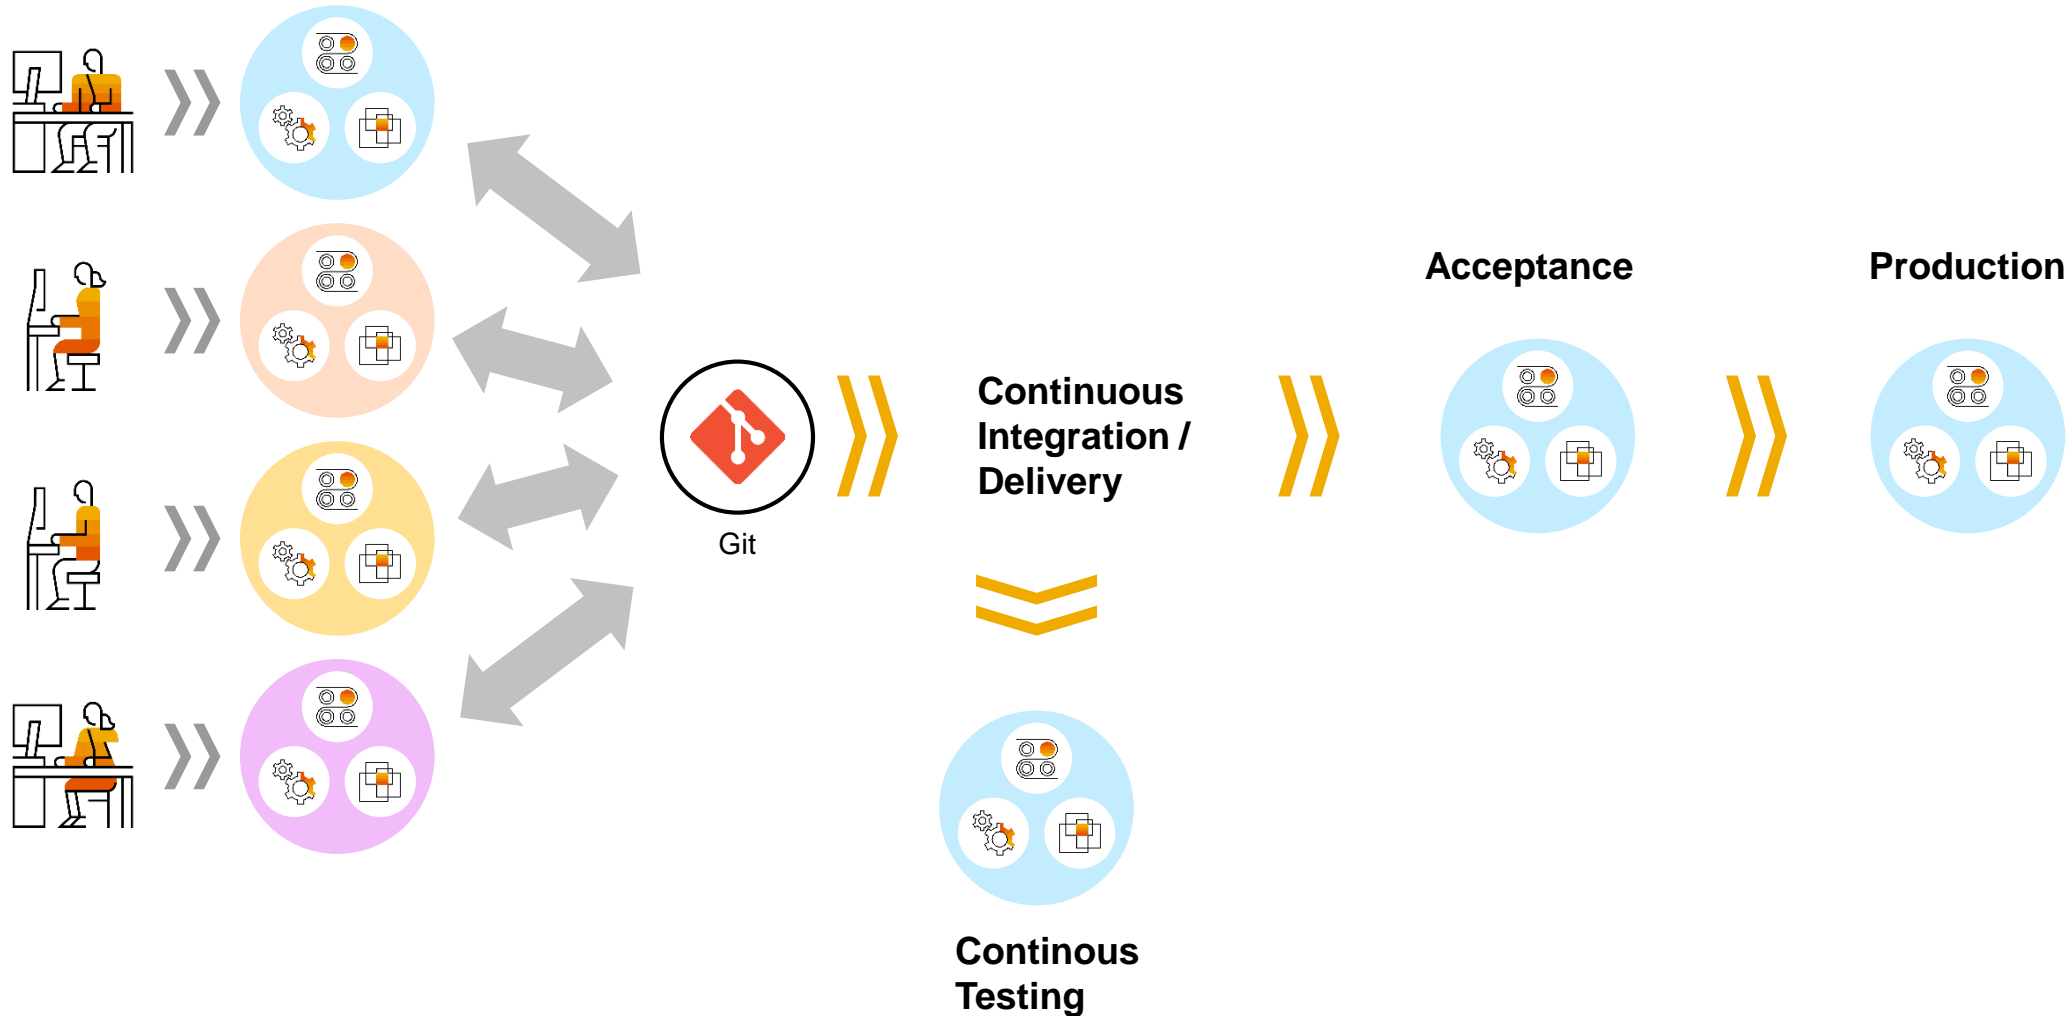 Acceptance
Production
Continuous
Integration /
Delivery
Git
Continous
Testing